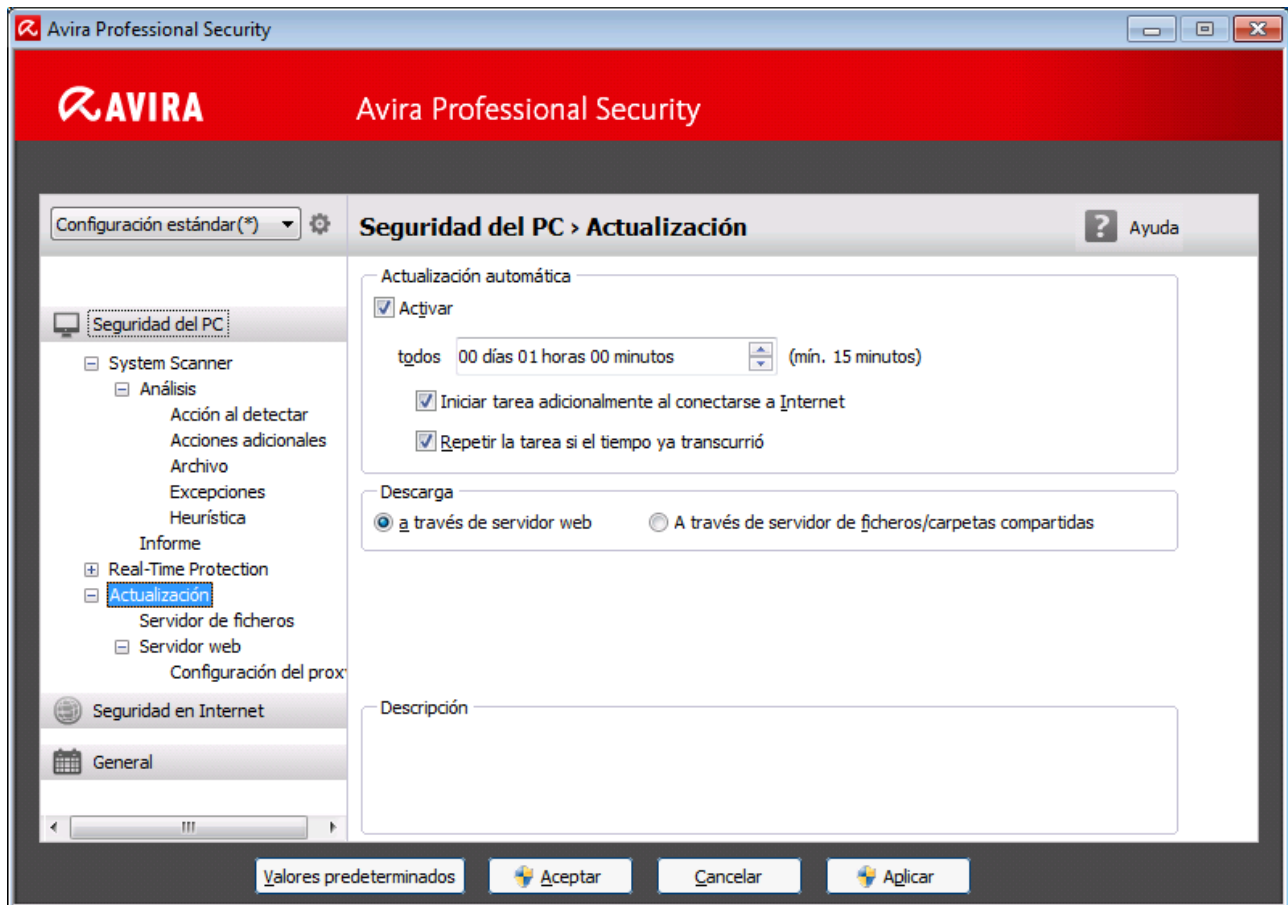 Avira Professional Security
AVIRA
Avira Professional Security
Configuración estándar(*)
Seguridad del PC › Actualización
Ayuda
Seguridad del PC
System Scanner
Análisis
Acción al detectar
Acciones adicionales
Archivo
Excepciones
Heurística
Informe
Real-Time Protection
Actualización
Servidor de ficheros
Servidor web
Configuración del prox
Seguridad en Internet
General
Actualización automática
Activar
todos 00 días 01 horas 00 minutos (mín. 15 minutos)
Iniciar tarea adicionalmente al conectarse a Internet
Repetir la tarea si el tiempo ya transcurrió
Descarga
a través de servidor web A través de servidor de ficheros/carpetas compartidas
Descripción
Valores predeterminados Aceptar Cancelar Aplicar